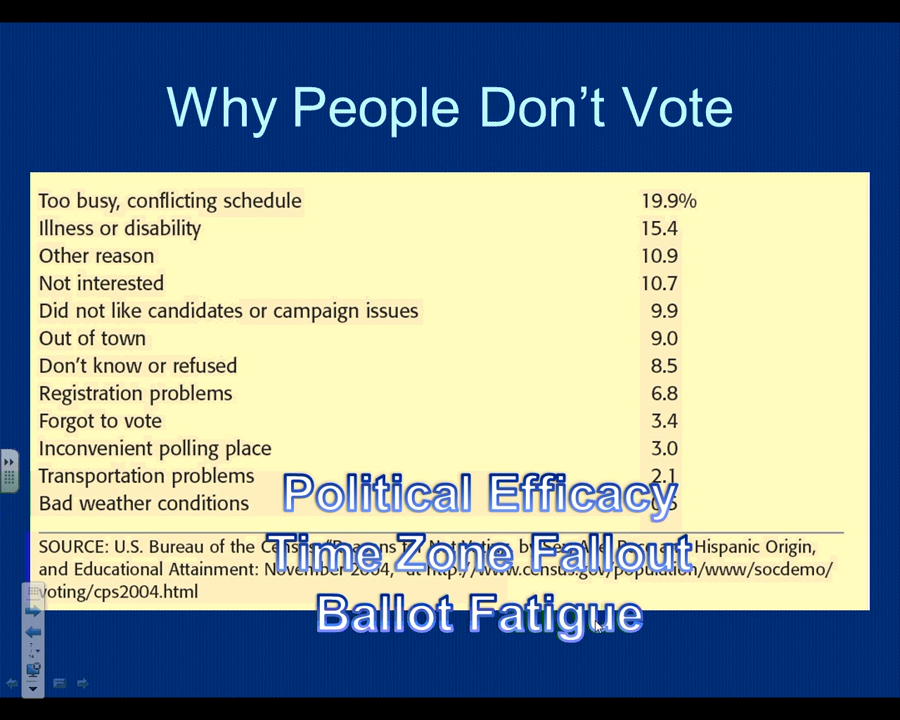 Why People Don't Vote
Too busy, conflicting schedule 19.9%
Illness or disability 15.4
Other reason 10.9
Not interested 10.7
Did not like candidates or campaign issues 9.9
Out of town 9.0
Don't know or refused 8.5
Registration problems 6.8
Forgot to vote 3.4
Inconvenient polling place 3.0
Transportation problems 2.1
Bad weather conditions
Political Efficacy
SOURCE: U.S. Bureau of the Hispanic Origin,
Time Zone Fallout
and Educational Attainment: November 2004,
voting/cps2004.html
Ballot Fatigue